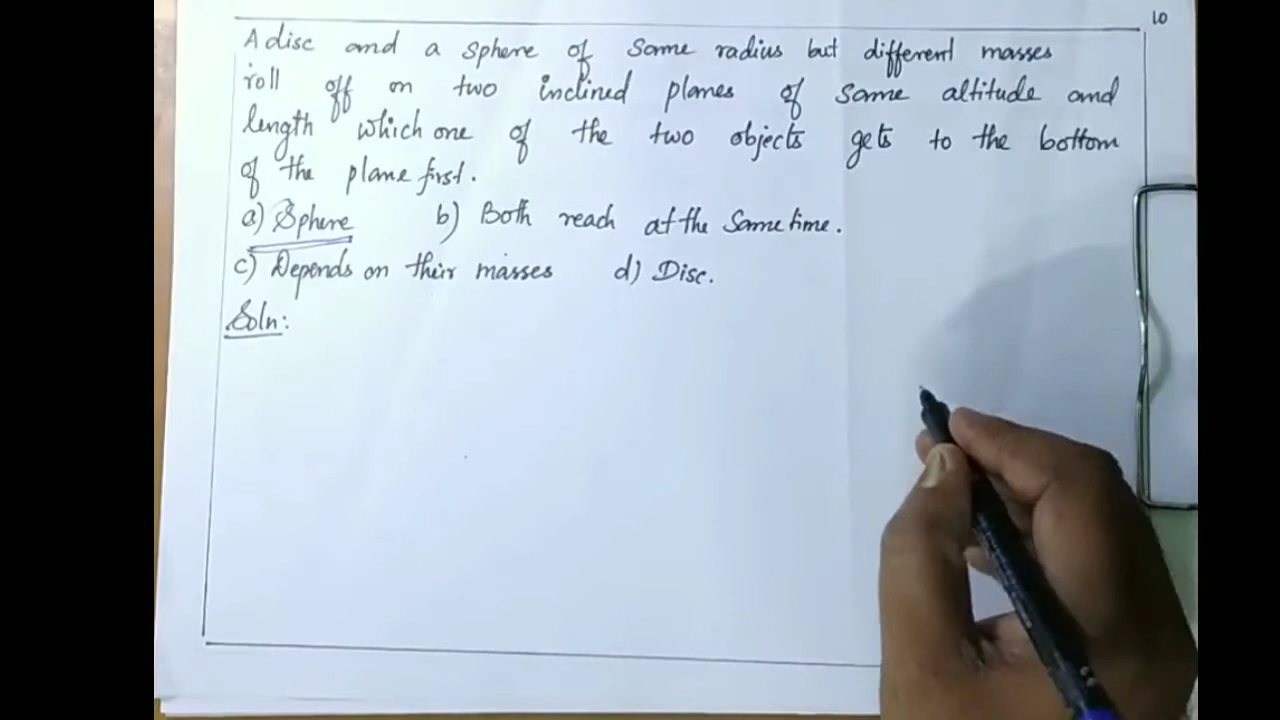 10
A disc and a sphere of same radius but different masses
roll off on two inclined planes of same altitude and
length which one of the two objects gets to the bottom
of the plane first.
a) Sphere b) Both reach at the same time.
c) Depends on their masses d) Disc.
Soln: